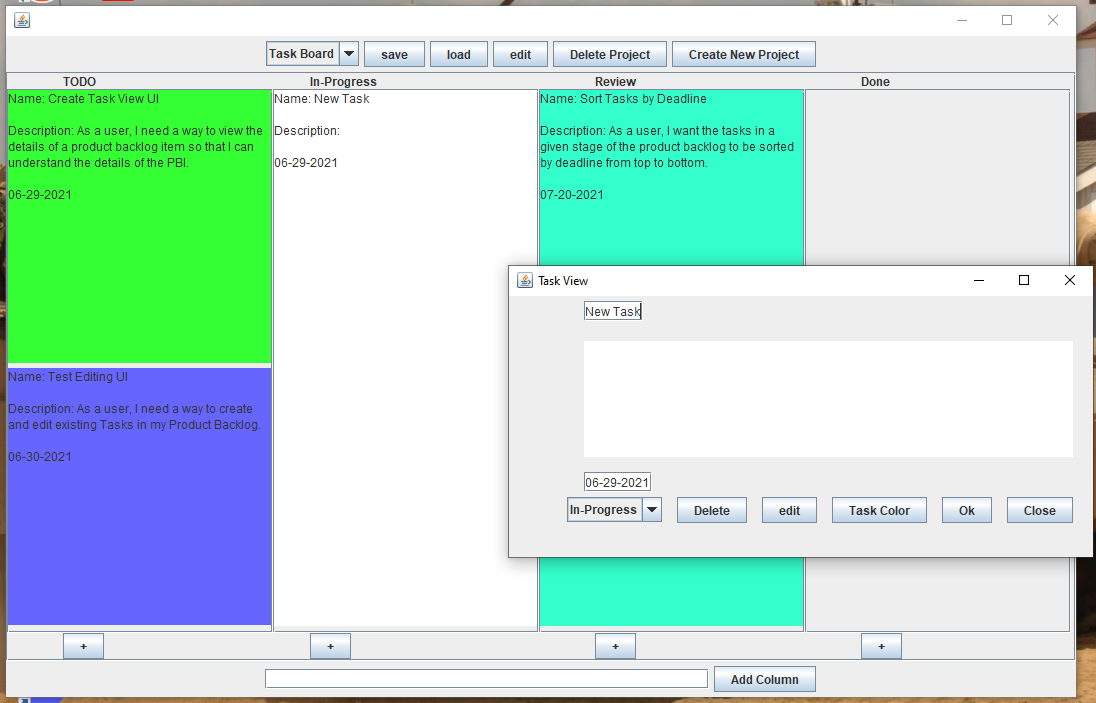 Task Board save load edit Delete Project Create New Project
TODO In-Progress Review Done
Name: Create Task View UI
Description: As a user, I need a way to view the
details of a product backlog item so that I can
understand the details of the PBI.
06-29-2021
Name: Test Editing UI
Description: As a user, I need a way to create
and edit existing Tasks in my Product Backlog.
06-30-2021
Name: New Task
Description:
06-29-2021
Name: Sort Tasks by Deadline
Description: As a user, I want the tasks in a
given stage of the product backlog to be sorted
by deadline from top to bottom.
07-20-2021
Task View
New Task
06-29-2021
In-Progress Delete edit Task Color Ok Close
+ + + +
Add Column